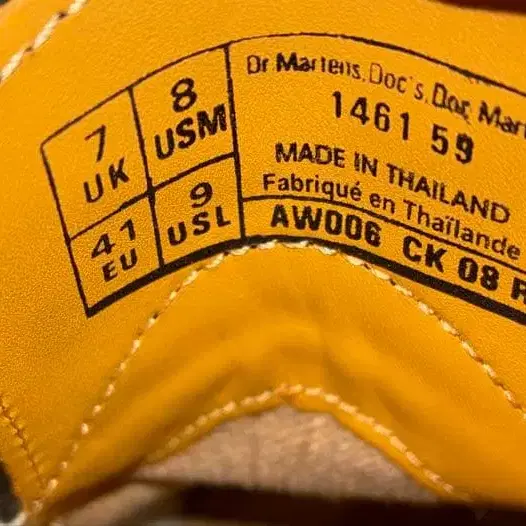 7
UK
8
USM
41
EU
9
USL
Dr Martens, Doc's, Doc Mart
1461 59
MADE IN THAILAND
Fabriqué en Thaïlande
AW006 CK 08 R